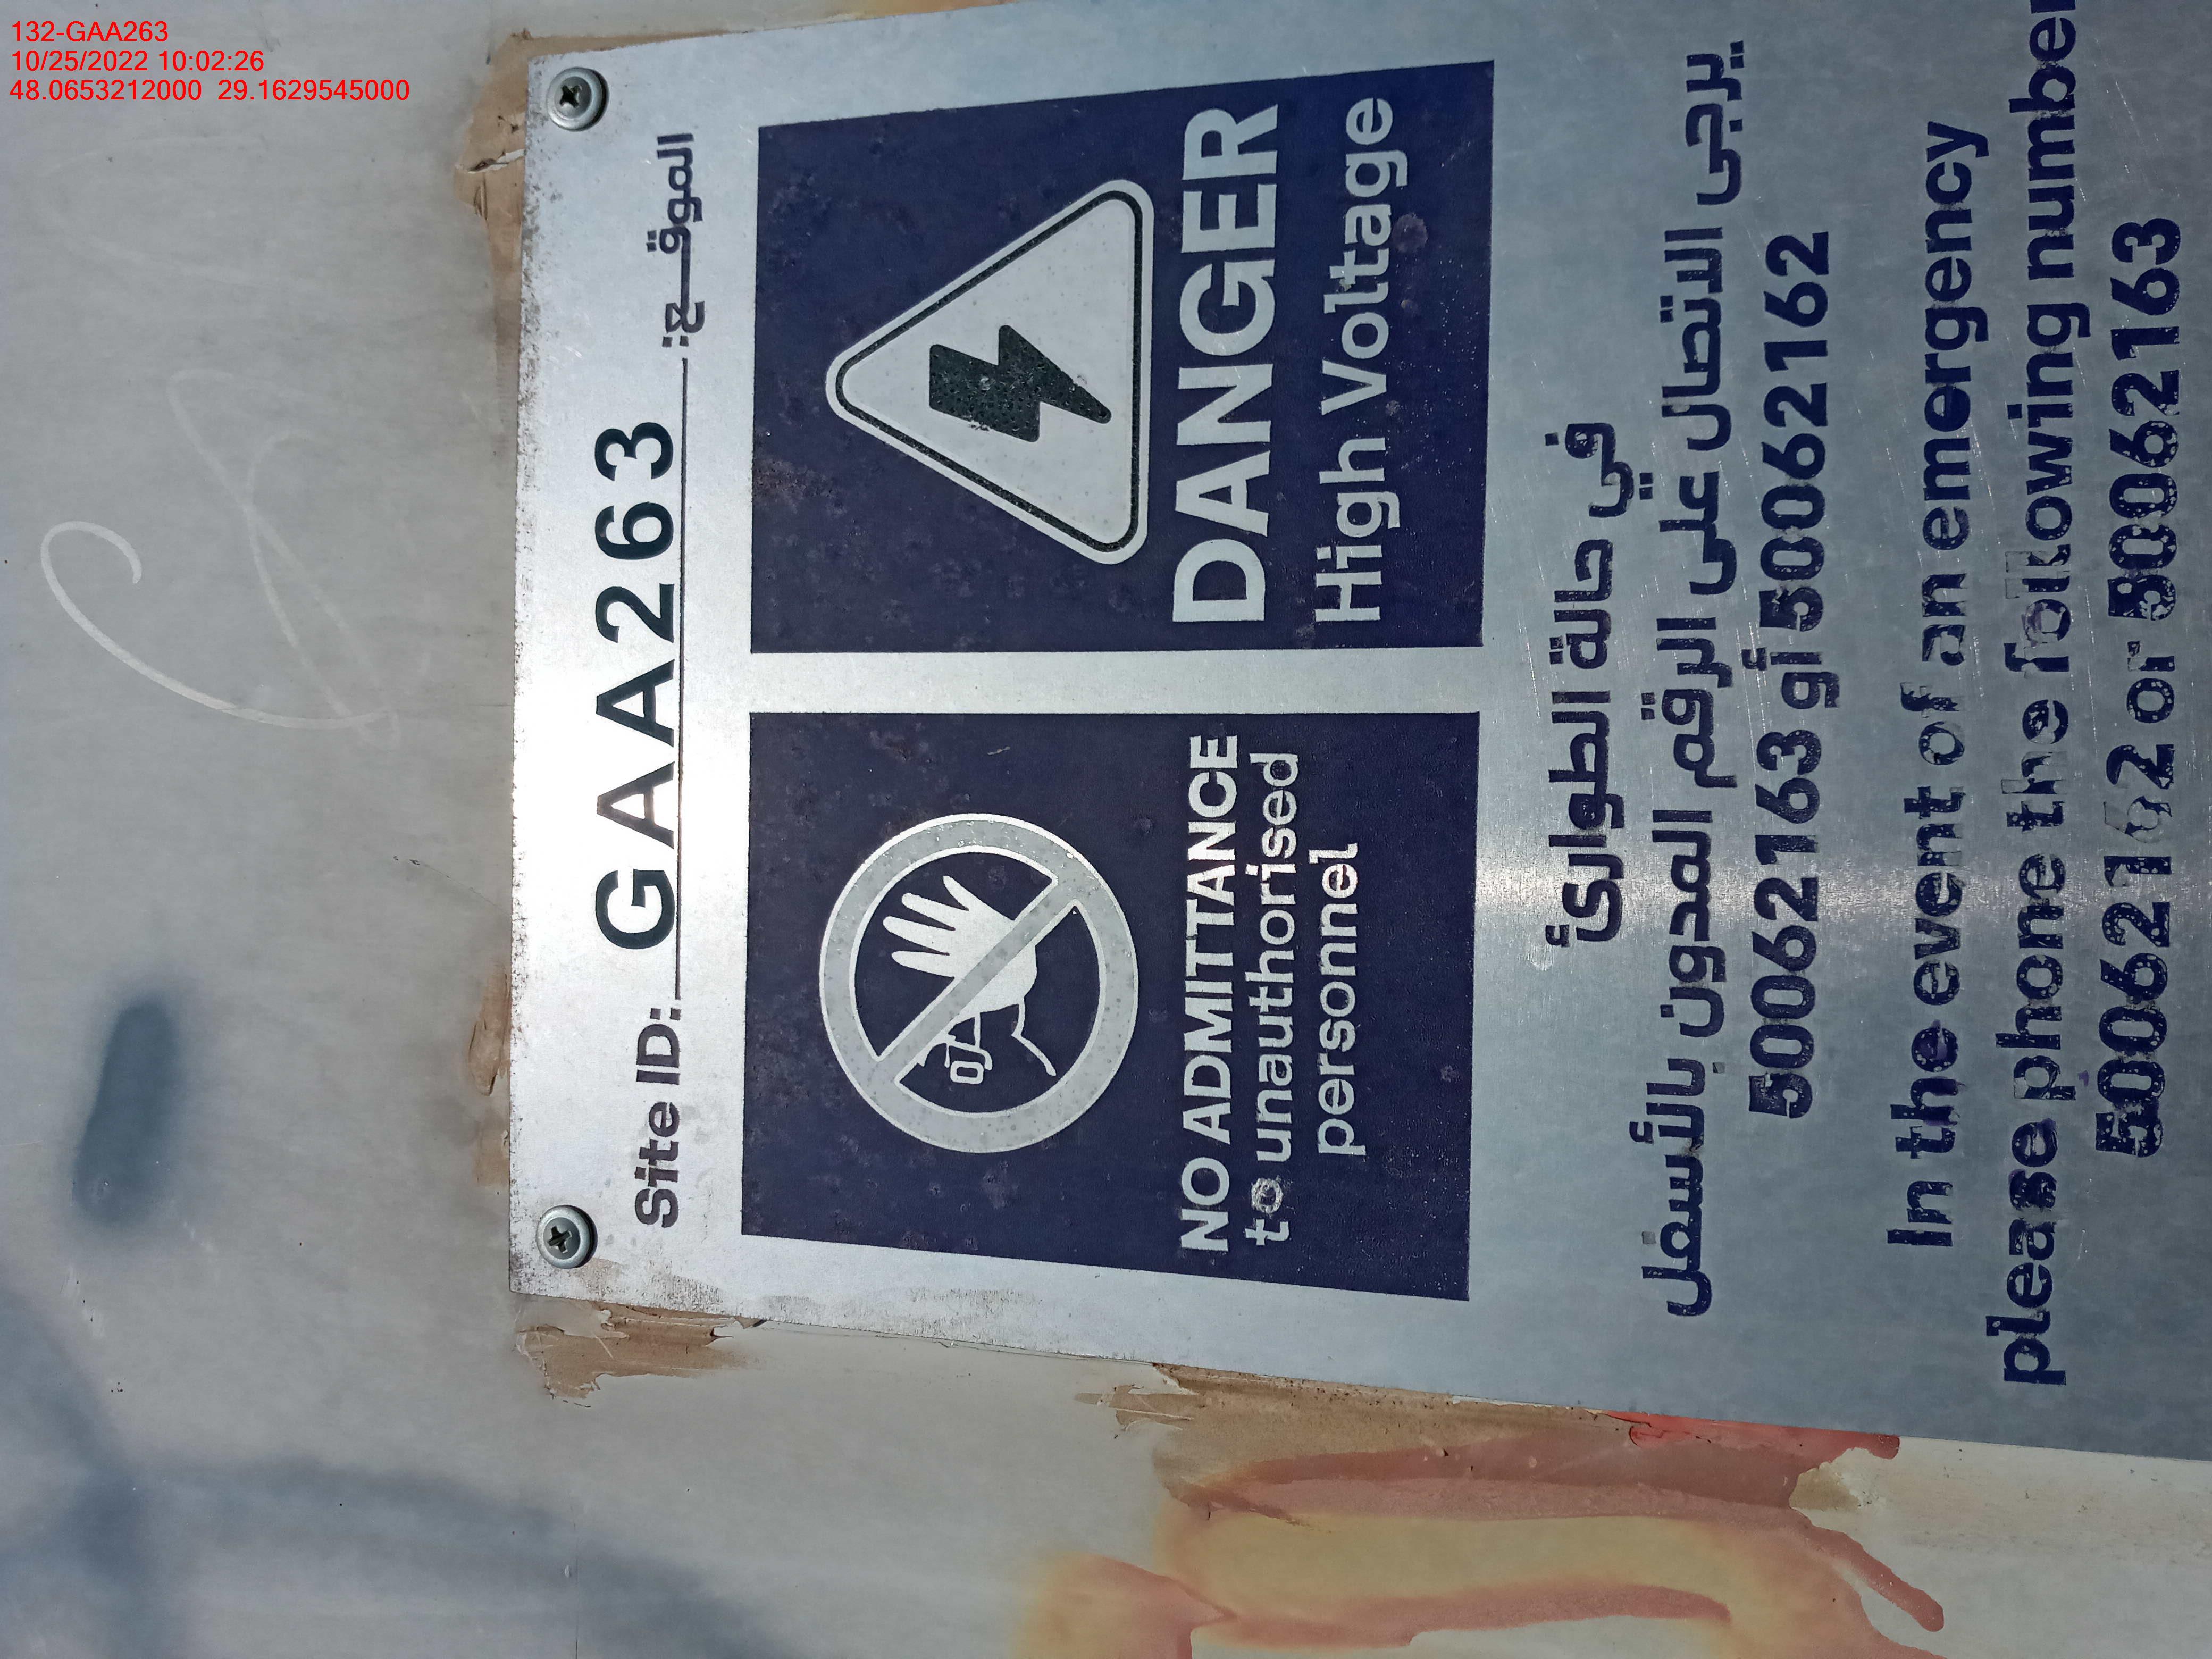 132-GAA263
10/25/2022 10:02:26
48.0653212000 29.1629545000
Site ID: GAA263 الموقـــع:
NO ADMITTANCE
to unauthorised
personnel
DANGER
High Voltage
في حالة الطوارئ
يرجى الاتصال على الرقم المدون بالأسفل
50062163 أو 50062162
In the event of an emergency
please phone the following number
50062162 or 50062163